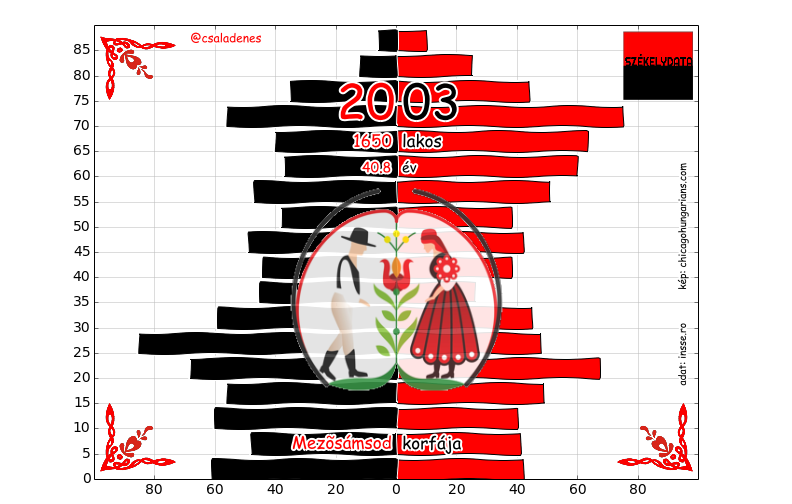 @csaladenes
SZÉKELYDATA
2003
1650 lakos
40.8 év
kép: chicagohungarians.com
adat: insse.ro
Mezősámsod korfája
85
80
75
70
65
60
55
50
45
40
35
30
25
20
15
10
5
0
80 60 40 20 0 20 40 60 80